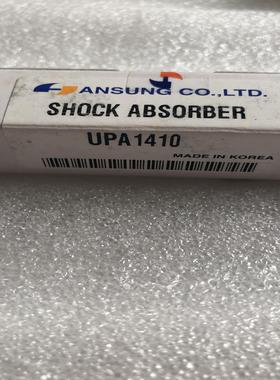 ANSUNG CO.,LTD.
SHOCK ABSORBER
UPA1410
MADE IN KOREA